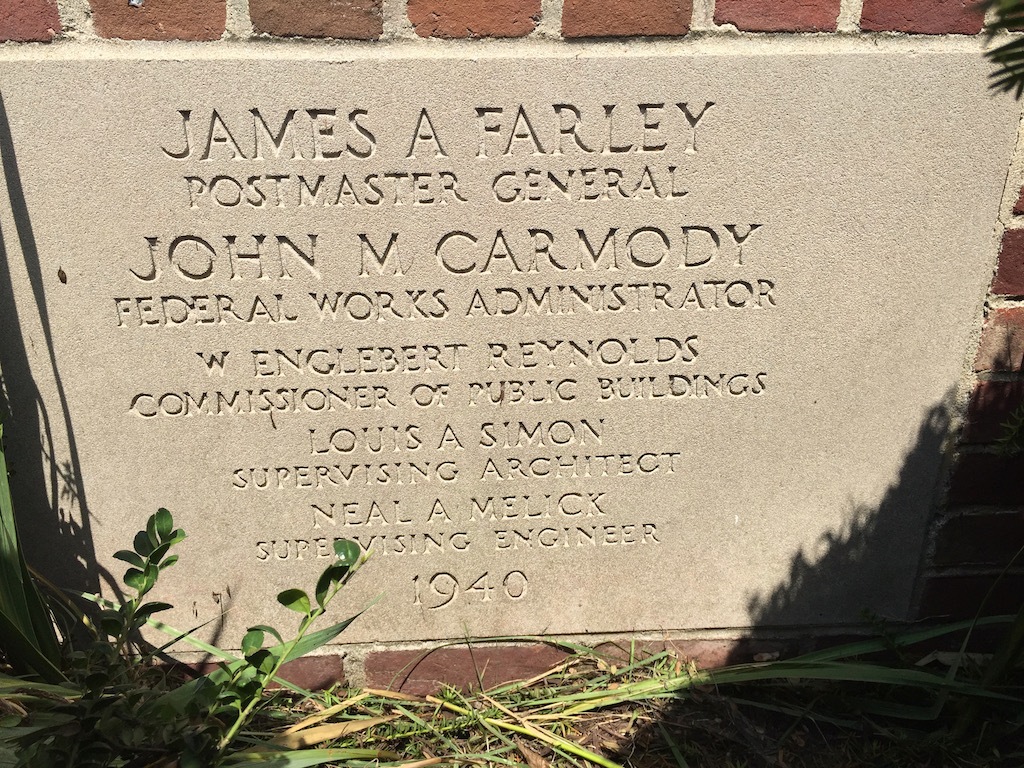 JAMES A FARLEY
POSTMASTER GENERAL
JOHN M CARMODY
FEDERAL WORKS ADMINISTRATOR
W ENGLEBERT REYNOLDS
COMMISSIONER OF PUBLIC BUILDINGS
LOUIS A SIMON
SUPERVISING ARCHITECT
NEAL A MELICK
SUPERVISING ENGINEER
1940